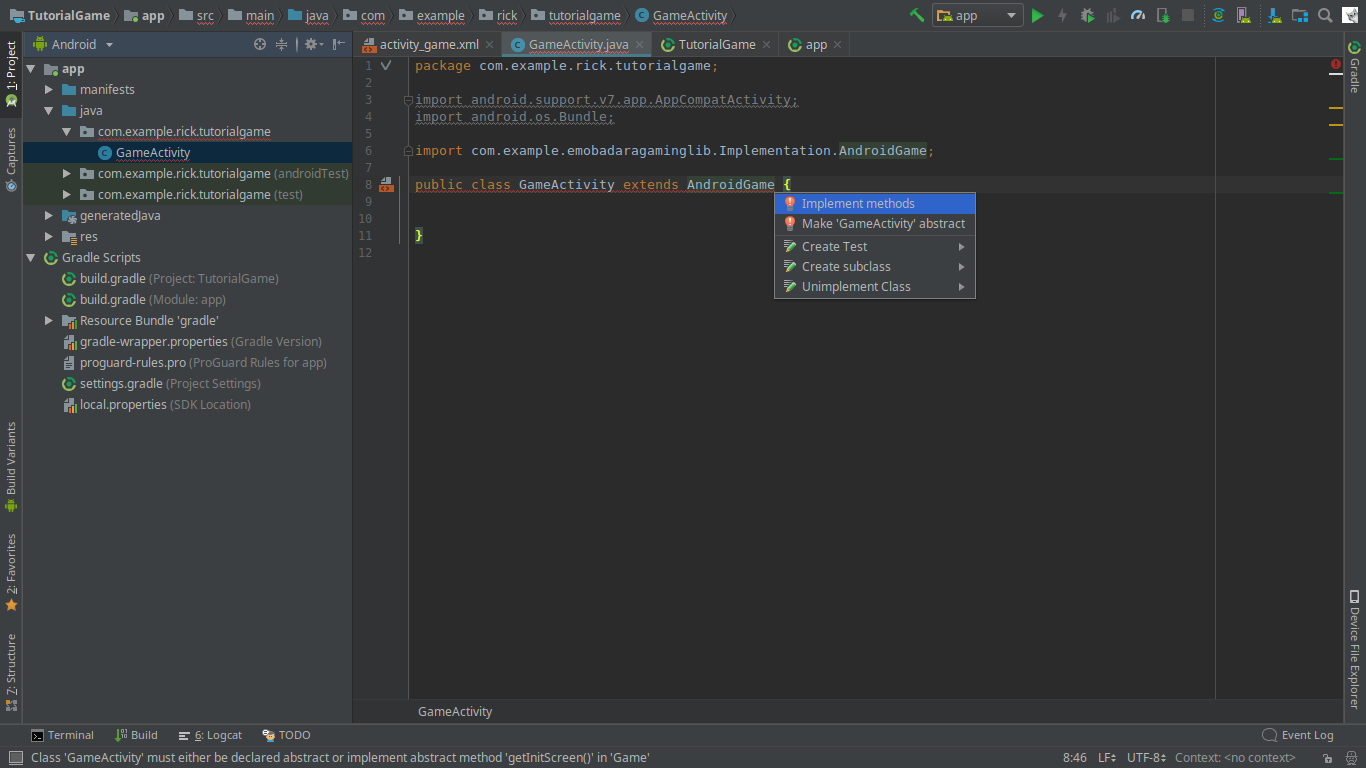 TutorialGame app src main java com example rick tutorialgame GameActivity app
Android
activity_game.xml GameActivity.java TutorialGame app
1: Project
Captures
Build Variants
2: Favorites
7: Structure
app
manifests
java
com.example.rick.tutorialgame
GameActivity
com.example.rick.tutorialgame (androidTest)
com.example.rick.tutorialgame (test)
generatedJava
res
Gradle Scripts
build.gradle (Project: TutorialGame)
build.gradle (Module: app)
Resource Bundle 'gradle'
gradle-wrapper.properties (Gradle Version)
proguard-rules.pro (ProGuard Rules for app)
settings.gradle (Project Settings)
local.properties (SDK Location)
1 package com.example.rick.tutorialgame;
2
3 import android.support.v7.app.AppCompatActivity;
4 import android.os.Bundle;
5
6 import com.example.emobadaragaminglib.Implementation.AndroidGame;
7
8 public class GameActivity extends AndroidGame {
9
10
11 }
12
Implement methods
Make 'GameActivity' abstract
Create Test
Create subclass
Unimplement Class
Gradle
Device File Explorer
GameActivity
Terminal Build 6: Logcat TODO Event Log
Class 'GameActivity' must either be declared abstract or implement abstract method 'getInitScreen()' in 'Game' 8:46 LF UTF-8 Context: <no context>